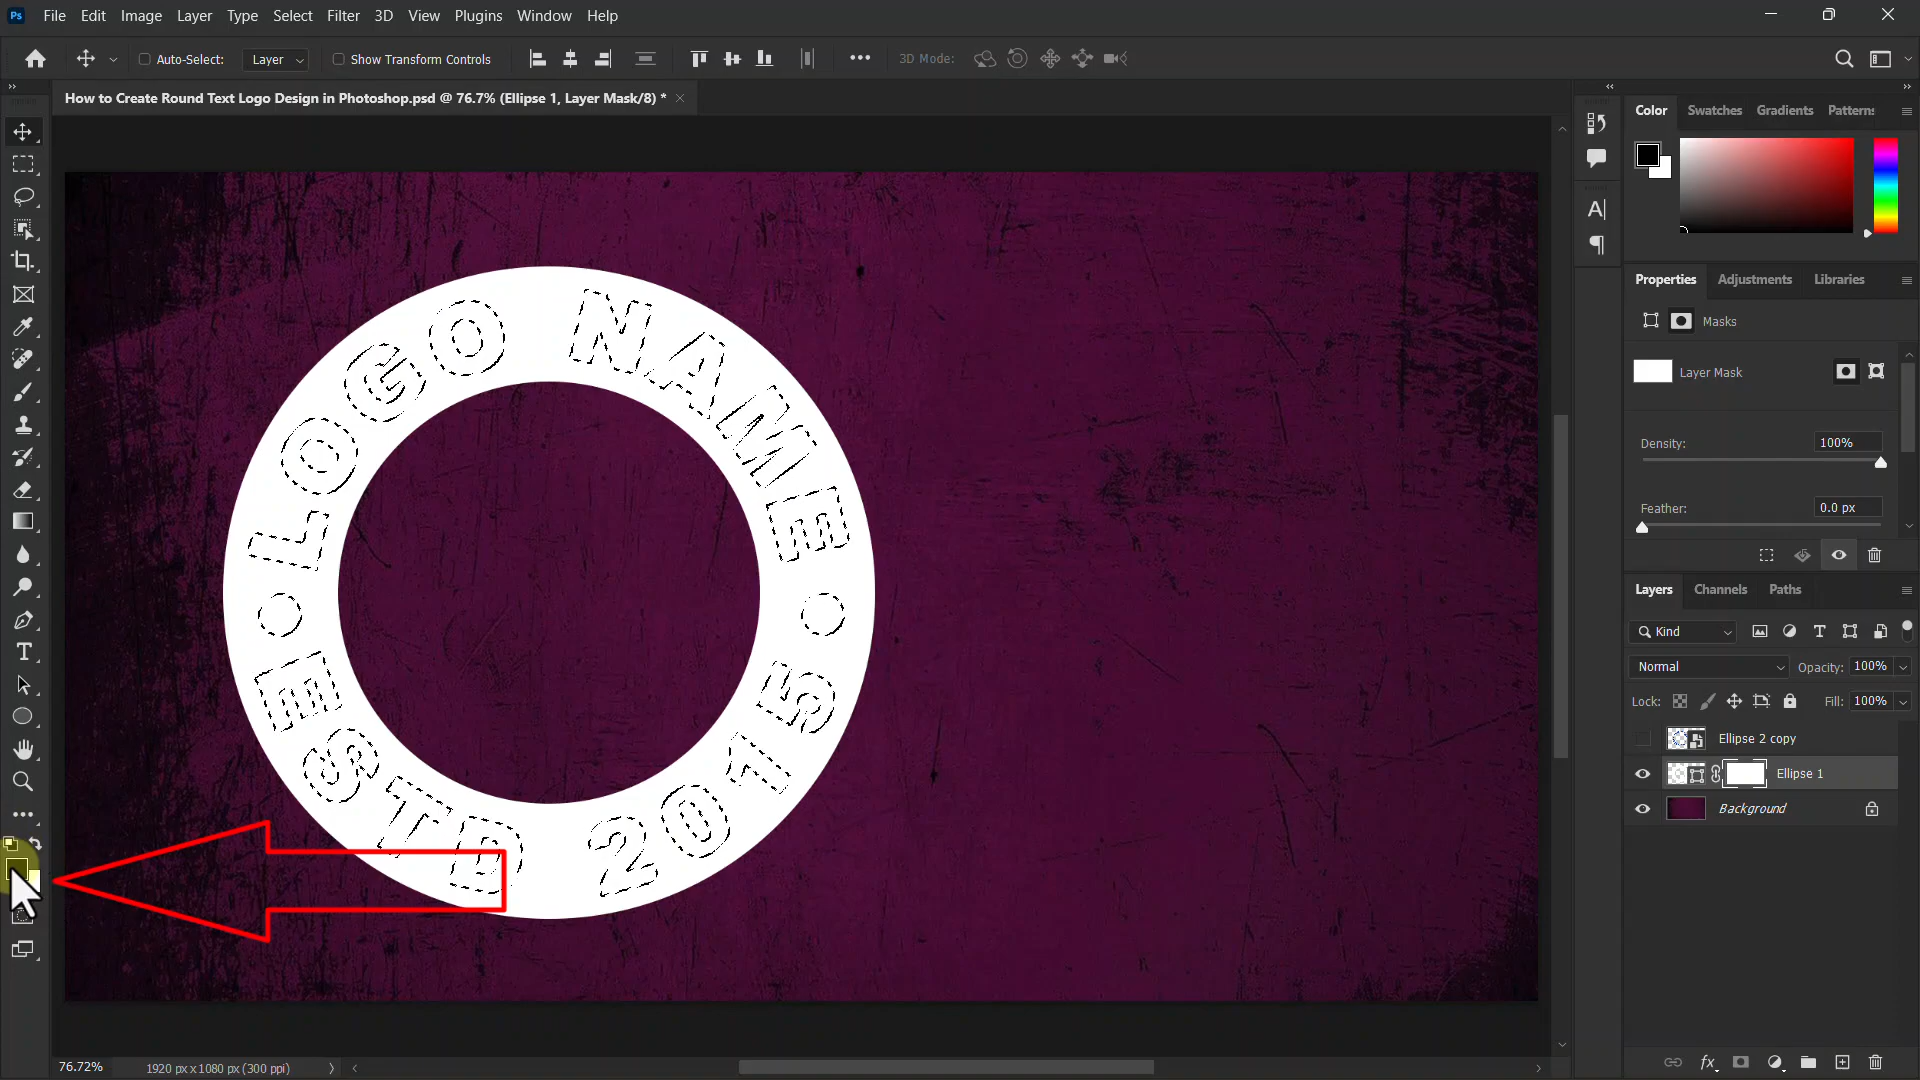 Ps File Edit Image Layer Type Select Filter 3D View Plugins Window Help
Auto-Select: Layer Show Transform Controls 3D Mode:
How to Create Round Text Logo Design in Photoshop.psd @ 76.7% (Ellipse 1, Layer Mask/8) *
Color Swatches Gradients Patterns
LOGO NAME
ESTD 2015
Properties Adjustments Libraries
Masks
Layer Mask
Density: 100%
Feather: 0.0 px
Layers Channels Paths
Kind
Normal Opacity: 100%
Lock: Fill: 100%
Ellipse 2 copy
Ellipse 1
Background
76.72% 1920 px x 1080 px (300 ppi)